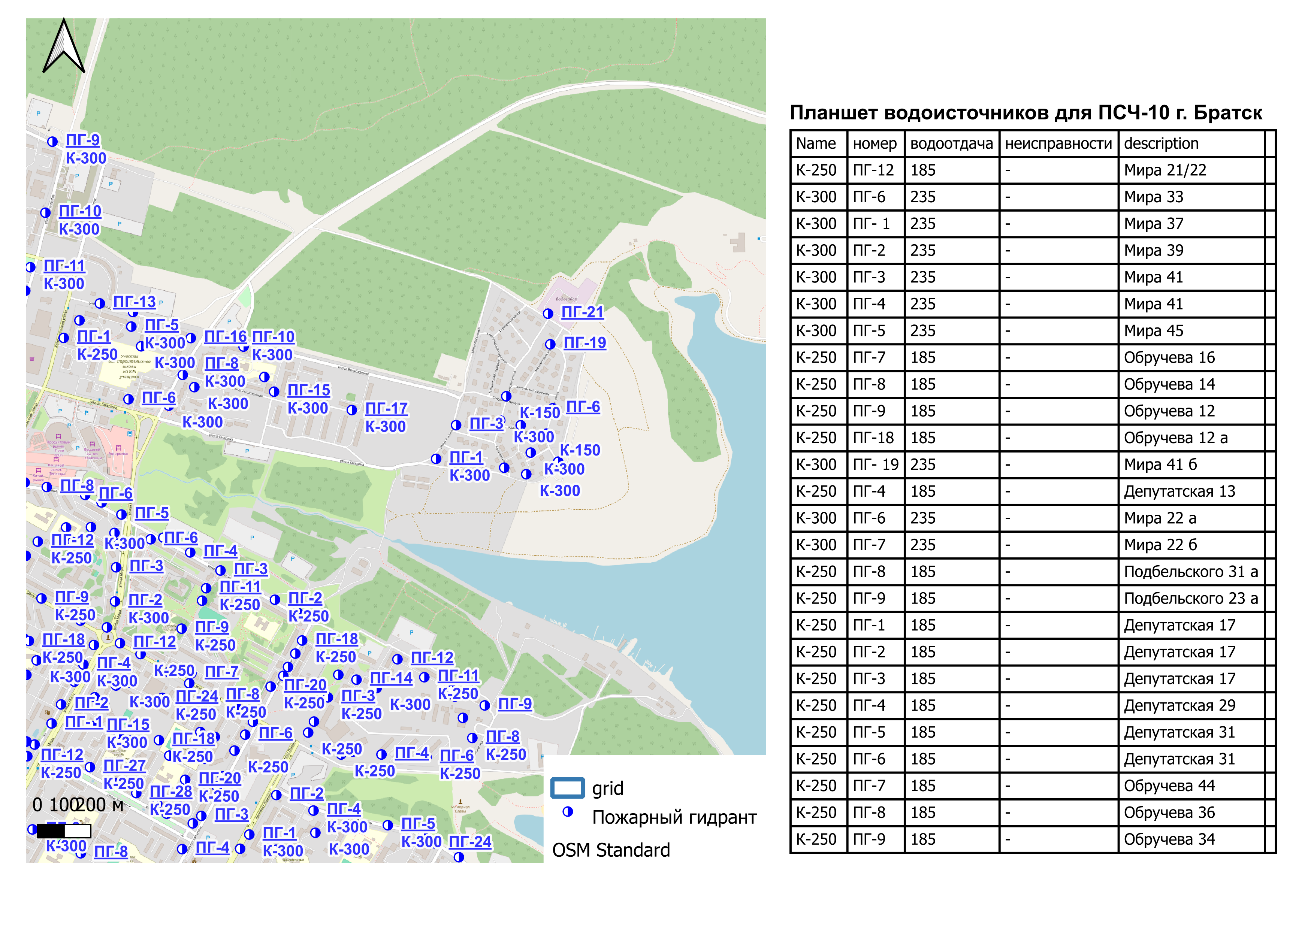 ПГ-9
К-300
ПГ-10
К-300
ПГ-11
К-300
ПГ-13
ПГ-1
К-250
ПГ-5
К-300
ПГ-16
ПГ-10
К-300
К-300
ПГ-8
К-300
ПГ-15
К-300
К-300
ПГ-6
К-300
ПГ-17
К-300
ПГ-21
ПГ-19
ПГ-3
К-150
ПГ-6
К-300
К-150
ПГ-1
К-300
К-300
К-300
ПГ-8
ПГ-6
ПГ-5
ПГ-12
К-250
К-300
ПГ-6
ПГ-4
ПГ-3
ПГ-3
ПГ-11
К-250
ПГ-9
К-250
ПГ-2
К-300
ПГ-2
К-250
ПГ-9
К-250
ПГ-18
К-250
ПГ-12
ПГ-18
К-250
ПГ-4
К-300
К-250
ПГ-7
ПГ-12
ПГ-14
ПГ-11
К-250
ПГ-20
К-250
ПГ-3
К-250
К-300
ПГ-9
ПГ-2
К-300
ПГ-24
К-250
ПГ-8
К-250
ПГ-15
К-300
ПГ-18
К-250
ПГ-6
К-250
К-250
К-250
ПГ-4
ПГ-8
К-250
ПГ-6
К-250
ПГ-12
К-250
ПГ-27
К-250
ПГ-20
К-250
ПГ-28
К-250
ПГ-3
ПГ-2
ПГ-4
К-300
ПГ-1
К-300
К-300
ПГ-5
К-300
ПГ-24
К-300
ПГ-8
ПГ-4
0 100 200 м
grid
Пожарный гидрант
OSM Standard
Планшет водоисточников для ПСЧ-10 г. Братск
Name номер водоотдача неисправности description
К-250 ПГ-12 185 - Мира 21/22
К-300 ПГ-6 235 - Мира 33
К-300 ПГ- 1 235 - Мира 37
К-300 ПГ-2 235 - Мира 39
К-300 ПГ-3 235 - Мира 41
К-300 ПГ-4 235 - Мира 41
К-300 ПГ-5 235 - Мира 45
К-250 ПГ-7 185 - Обручева 16
К-250 ПГ-8 185 - Обручева 14
К-250 ПГ-9 185 - Обручева 12
К-250 ПГ-18 185 - Обручева 12 а
К-300 ПГ- 19 235 - Мира 41 б
К-250 ПГ-4 185 - Депутатская 13
К-300 ПГ-6 235 - Мира 22 а
К-300 ПГ-7 235 - Мира 22 б
К-250 ПГ-8 185 - Подбельского 31 а
К-250 ПГ-9 185 - Подбельского 23 а
К-250 ПГ-1 185 - Депутатская 17
К-250 ПГ-2 185 - Депутатская 17
К-250 ПГ-3 185 - Депутатская 17
К-250 ПГ-4 185 - Депутатская 29
К-250 ПГ-5 185 - Депутатская 31
К-250 ПГ-6 185 - Депутатская 31
К-250 ПГ-7 185 - Обручева 44
К-250 ПГ-8 185 - Обручева 36
К-250 ПГ-9 185 - Обручева 34